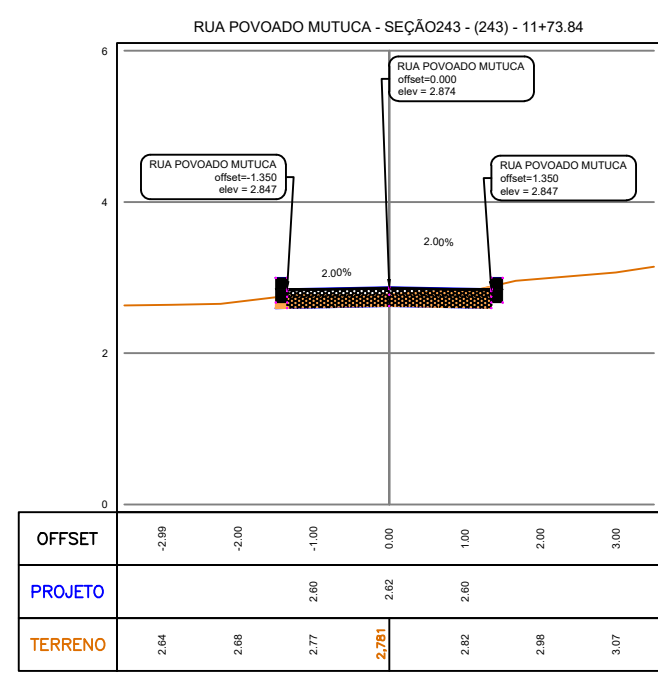 RUA POVOADO MUTUCA - SEÇÃO243 - (243) - 11+73.84
6
RUA POVOADO MUTUCA
offset=0.000
elev = 2.874
RUA POVOADO MUTUCA
offset=-1.350
elev = 2.847
RUA POVOADO MUTUCA
offset=1.350
elev = 2.847
4
2.00%
2.00%
2
0
OFFSET -2.99 -2.00 -1.00 0.00 1.00 2.00 3.00
PROJETO 2.60 2.62 2.60
TERRENO 2.64 2.68 2.77 2,781 2.82 2.98 3.07